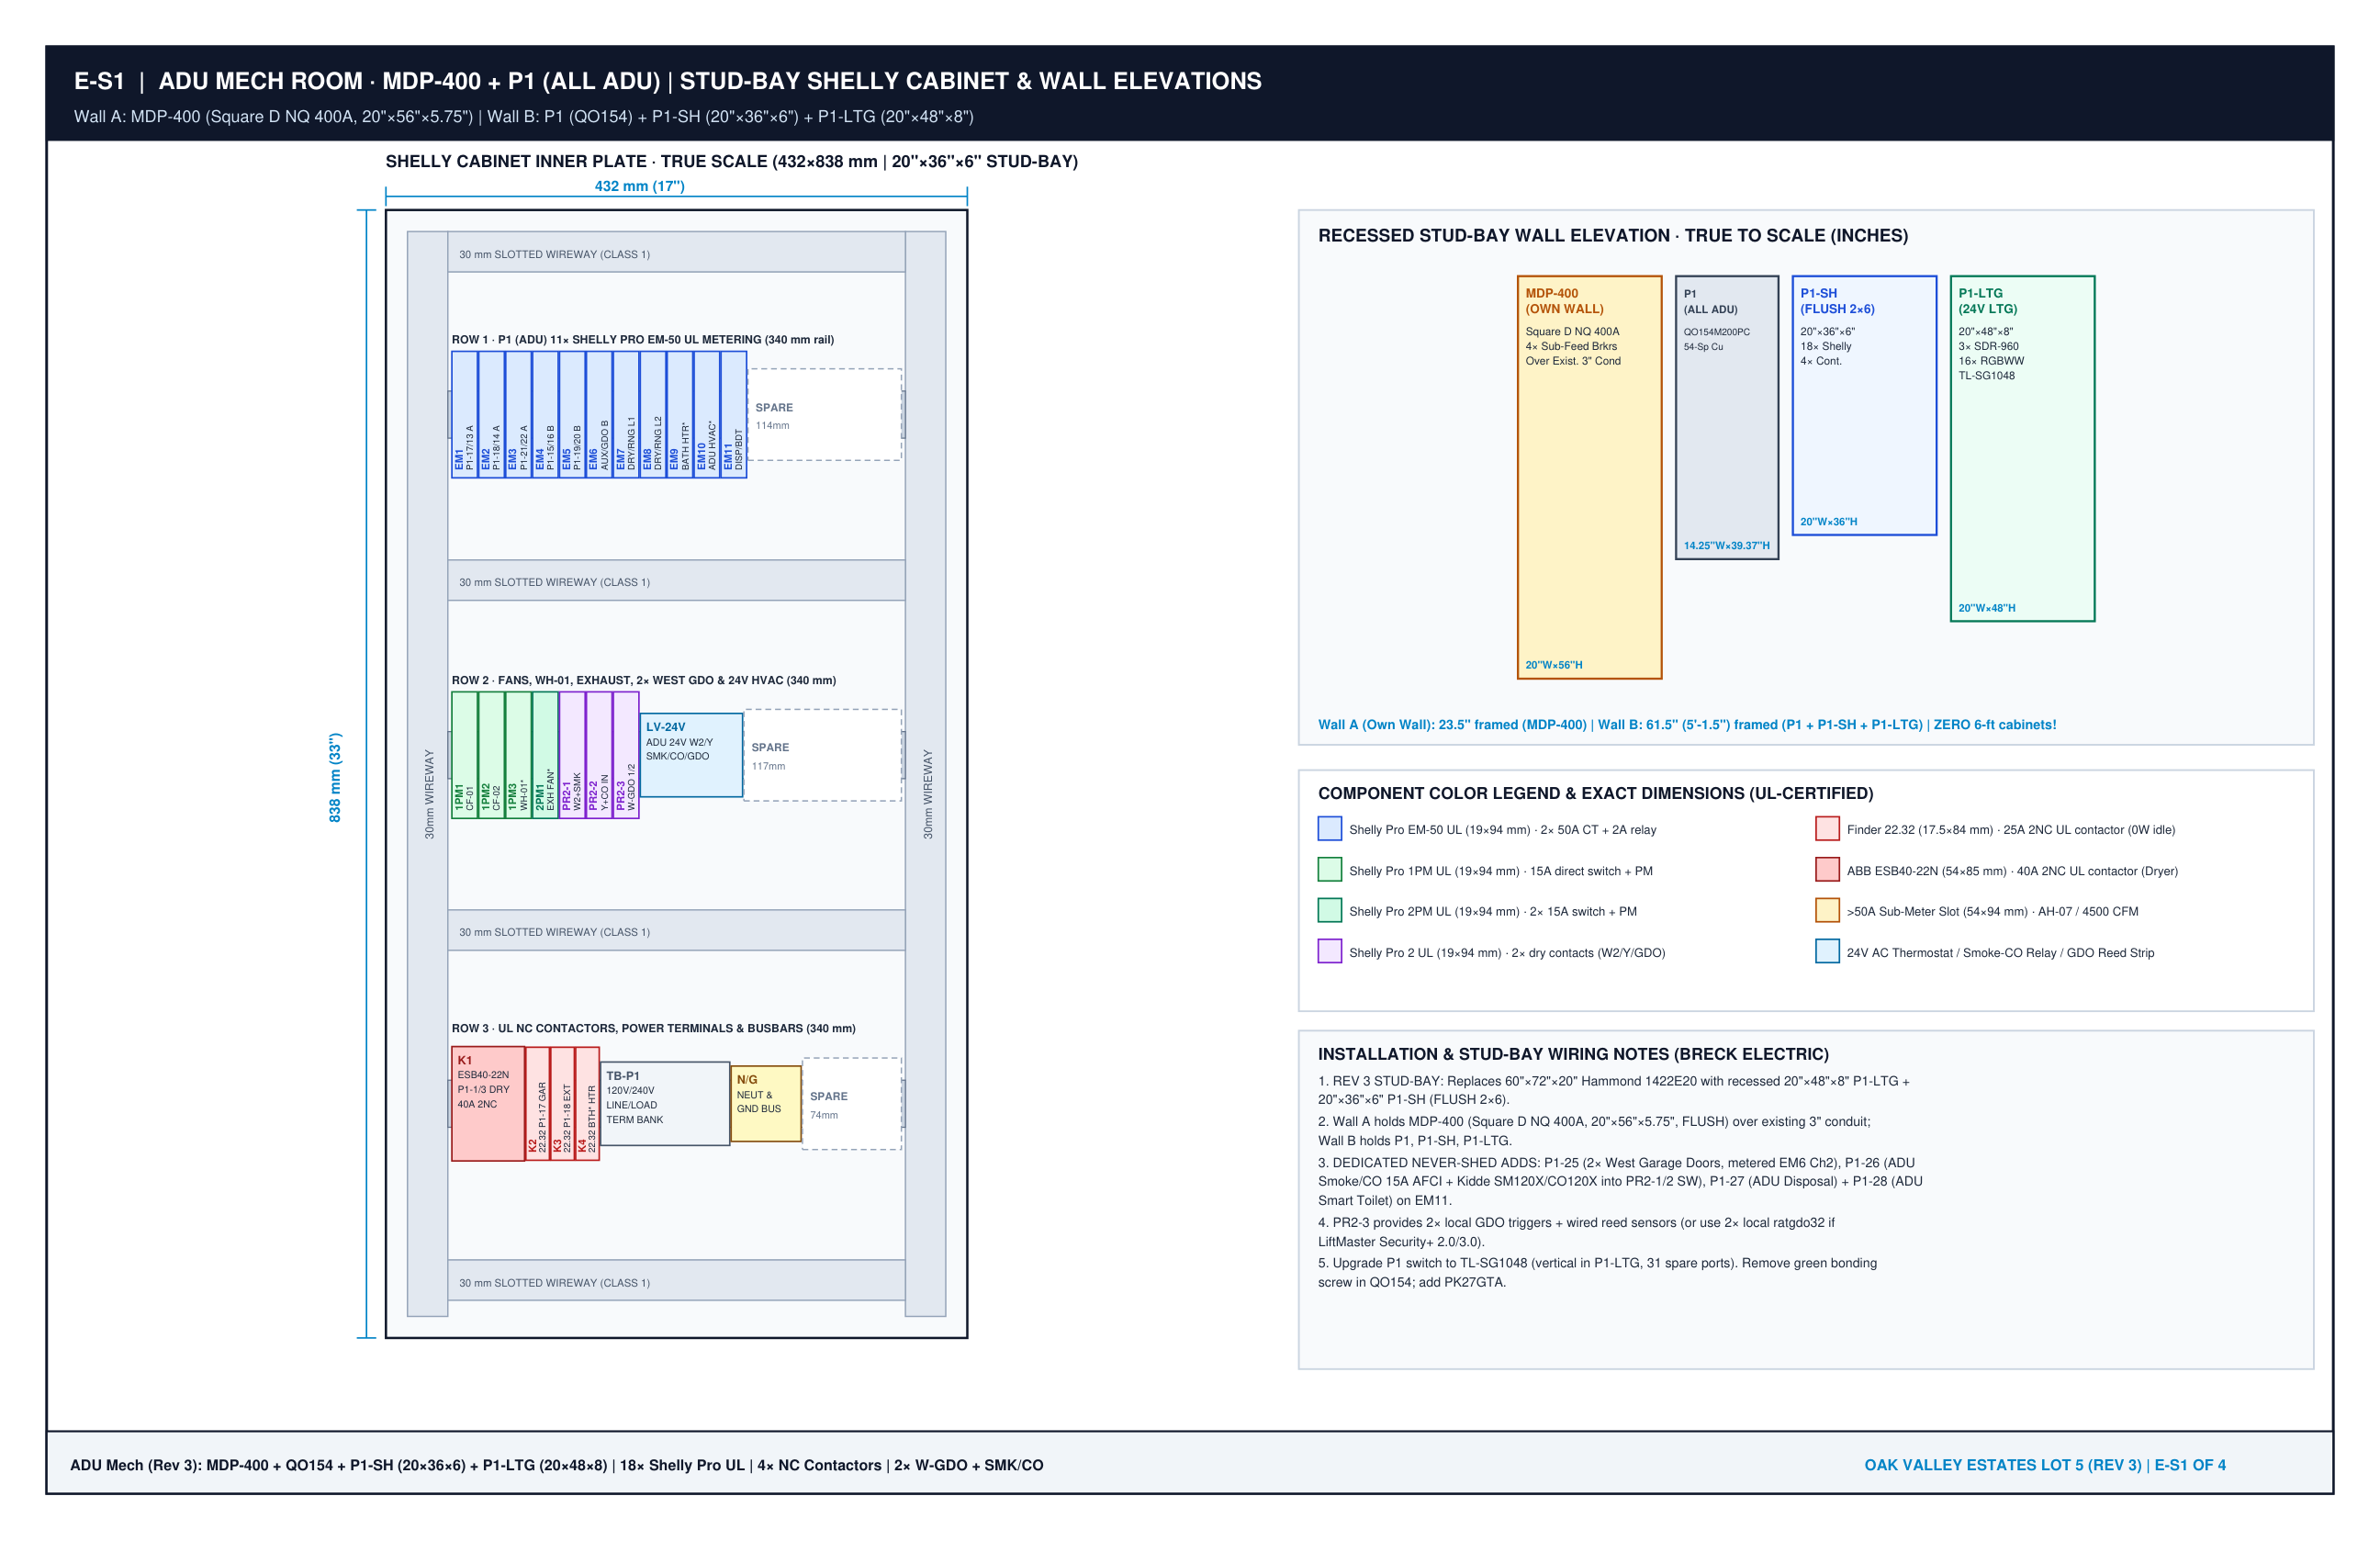 E-S1 | ADU MECH ROOM · MDP-400 + P1 (ALL ADU) | STUD-BAY SHELLY CABINET & WALL ELEVATIONS
Wall A: MDP-400 (Square D NQ 400A, 20"×56"×5.75") | Wall B: P1 (QO154) + P1-SH (20"×36"×6") + P1-LTG (20"×48"×8")
SHELLY CABINET INNER PLATE · TRUE SCALE (432×838 mm | 20"×36"×6" STUD-BAY)
432 mm (17")
838 mm (33")
30mm WIREWAY
30mm WIREWAY
30 mm SLOTTED WIREWAY (CLASS 1)
ROW 1 · P1 (ADU) 11× SHELLY PRO EM-50 UL METERING (340 mm rail)
EM1
P1-17/13 A
EM2
P1-18/14 A
EM3
P1-21/22 A
EM4
P1-15/16 B
EM5
P1-19/20 B
EM6
AUX/GDO B
EM7
DRY/RNG L1
EM8
DRY/RNG L2
EM9
BATH HTR*
EM10
ADU HVAC*
EM11
DISP/BDT
SPARE
114mm
30 mm SLOTTED WIREWAY (CLASS 1)
ROW 2 · FANS, WH-01, EXHAUST, 2× WEST GDO & 24V HVAC (340 mm)
1PM1
CF-01
1PM2
CF-02
1PM3
WH-01*
2PM1
EXH FAN*
PR2-1
W2+SMK
PR2-2
Y+CO IN
PR2-3
W-GDO 1/2
LV-24V
ADU 24V W2/Y
SMK/CO/GDO
SPARE
117mm
30 mm SLOTTED WIREWAY (CLASS 1)
ROW 3 · UL NC CONTACTORS, POWER TERMINALS & BUSBARS (340 mm)
K1
ESB40-22N
P1-1/3 DRY
40A 2NC
K2
22.32 P1-17 GAR
K3
22.32 P1-18 EXT
K4
22.32 BTH* HTR
TB-P1
120V/240V
LINE/LOAD
TERM BANK
N/G
NEUT &
GND BUS
SPARE
74mm
30 mm SLOTTED WIREWAY (CLASS 1)
RECESSED STUD-BAY WALL ELEVATION · TRUE TO SCALE (INCHES)
MDP-400
(OWN WALL)
Square D NQ 400A
4× Sub-Feed Brkrs
Over Exist. 3" Cond
20"W×56"H
P1
(ALL ADU)
QO154M200PC
54-Sp Cu
14.25"W×39.37"H
P1-SH
(FLUSH 2×6)
20"×36"×6"
18× Shelly
4× Cont.
20"W×36"H
P1-LTG
(24V LTG)
20"×48"×8"
3× SDR-960
16× RGBWW
TL-SG1048
20"W×48"H
Wall A (Own Wall): 23.5" framed (MDP-400) | Wall B: 61.5" (5'-1.5") framed (P1 + P1-SH + P1-LTG) | ZERO 6-ft cabinets!
COMPONENT COLOR LEGEND & EXACT DIMENSIONS (UL-CERTIFIED)
Shelly Pro EM-50 UL (19×94 mm) · 2× 50A CT + 2A relay
Finder 22.32 (17.5×84 mm) · 25A 2NC UL contactor (0W idle)
Shelly Pro 1PM UL (19×94 mm) · 15A direct switch + PM
ABB ESB40-22N (54×85 mm) · 40A 2NC UL contactor (Dryer)
Shelly Pro 2PM UL (19×94 mm) · 2× 15A switch + PM
>50A Sub-Meter Slot (54×94 mm) · AH-07 / 4500 CFM
Shelly Pro 2 UL (19×94 mm) · 2× dry contacts (W2/Y/GDO)
24V AC Thermostat / Smoke-CO Relay / GDO Reed Strip
INSTALLATION & STUD-BAY WIRING NOTES (BRECK ELECTRIC)
1. REV 3 STUD-BAY: Replaces 60"×72"×20" Hammond 1422E20 with recessed 20"×48"×8" P1-LTG +
20"×36"×6" P1-SH (FLUSH 2×6).
2. Wall A holds MDP-400 (Square D NQ 400A, 20"×56"×5.75", FLUSH) over existing 3" conduit;
Wall B holds P1, P1-SH, P1-LTG.
3. DEDICATED NEVER-SHED ADDS: P1-25 (2× West Garage Doors, metered EM6 Ch2), P1-26 (ADU
Smoke/CO 15A AFCI + Kidde SM120X/CO120X into PR2-1/2 SW), P1-27 (ADU Disposal) + P1-28 (ADU
Smart Toilet) on EM11.
4. PR2-3 provides 2× local GDO triggers + wired reed sensors (or use 2× local ratgdo32 if
LiftMaster Security+ 2.0/3.0).
5. Upgrade P1 switch to TL-SG1048 (vertical in P1-LTG, 31 spare ports). Remove green bonding
screw in QO154; add PK27GTA.
ADU Mech (Rev 3): MDP-400 + QO154 + P1-SH (20×36×6) + P1-LTG (20×48×8) | 18× Shelly Pro UL | 4× NC Contactors | 2× W-GDO + SMK/CO
OAK VALLEY ESTATES LOT 5 (REV 3) | E-S1 OF 4